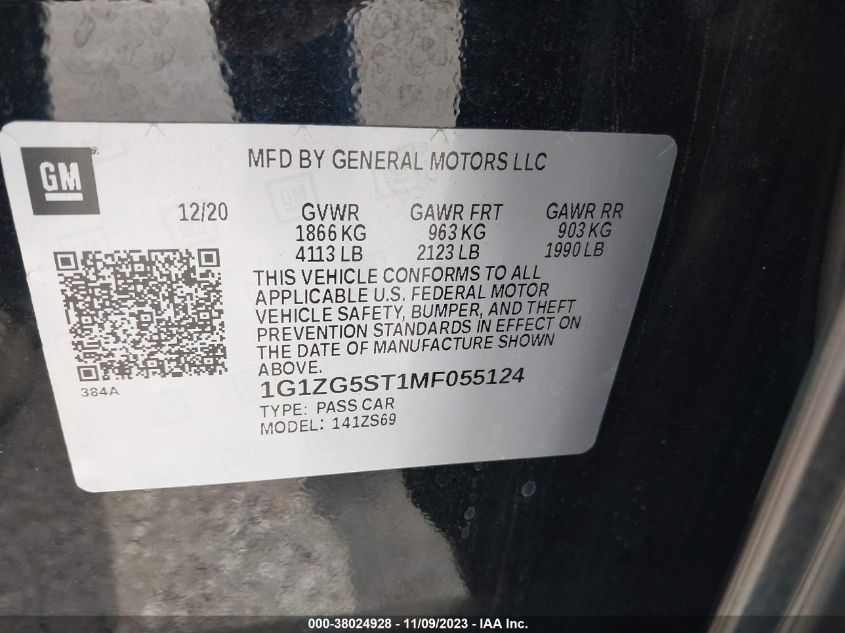 GM
MFD BY GENERAL MOTORS LLC
12/20 GVWR GAWR FRT GAWR RR
1866 KG 963 KG 903 KG
4113 LB 2123 LB 1990 LB
THIS VEHICLE CONFORMS TO ALL
APPLICABLE U.S. FEDERAL MOTOR
VEHICLE SAFETY, BUMPER, AND THEFT
PREVENTION STANDARDS IN EFFECT ON
THE DATE OF MANUFACTURE SHOWN
ABOVE.
384A
1G1ZG5ST1MF055124
TYPE: PASS CAR
MODEL: 141ZS69
000-38024928 - 11/09/2023 - IAA Inc.